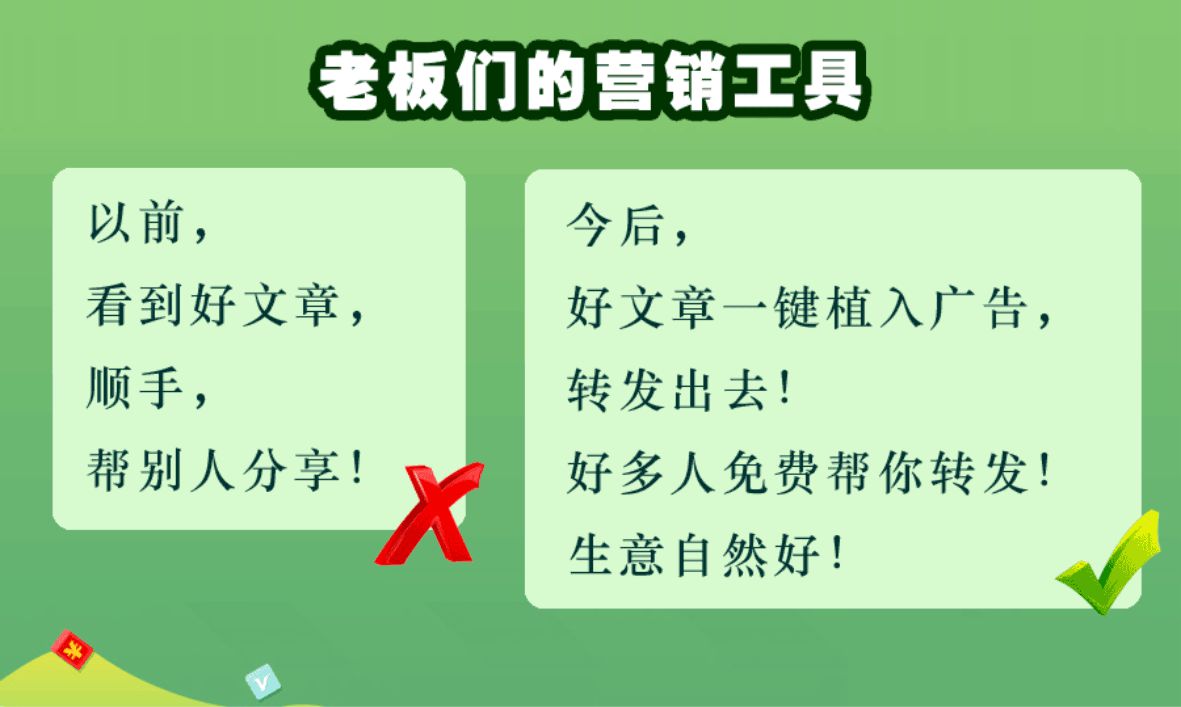 老板们的营销工具
以前，
看到好文章，
顺手，
帮别人分享！
今后，
好文章一键植入广告，
转发出去！
好多人免费帮你转发！
生意自然好！